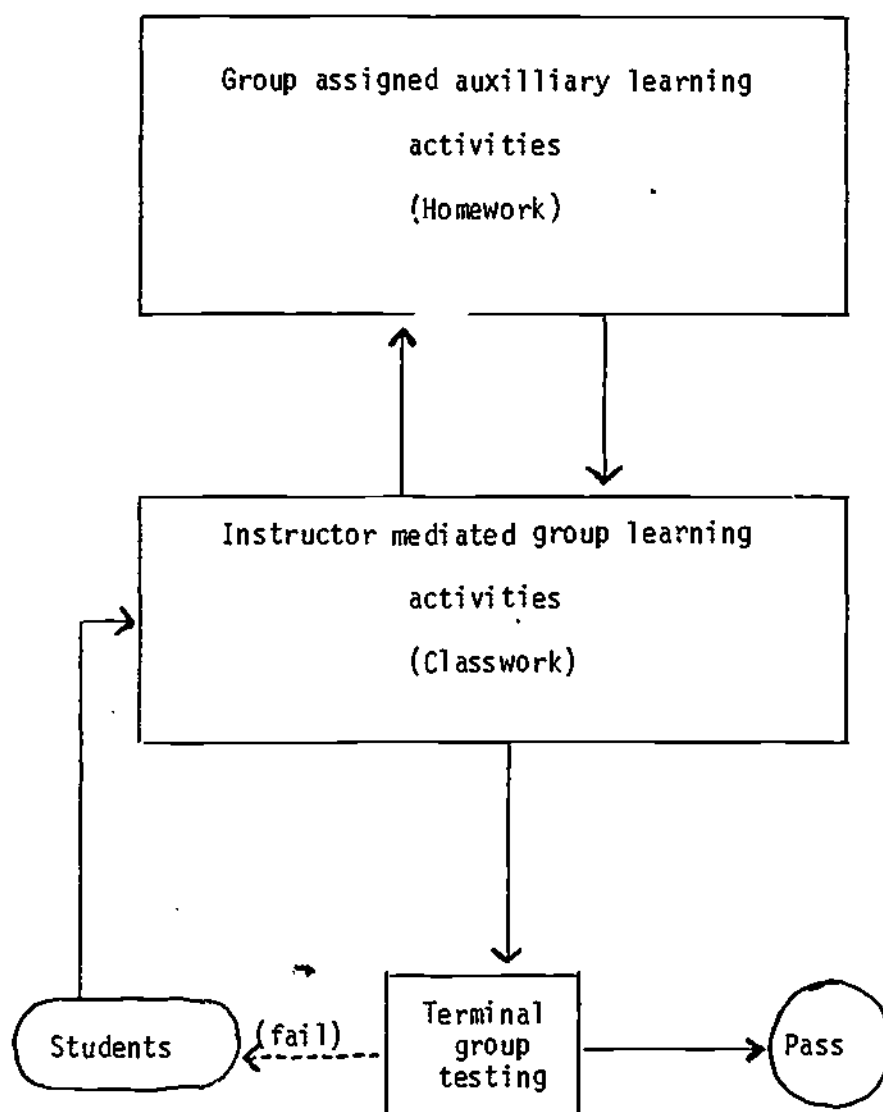 Group assigned auxilliary learning
activities
(Homework)
Instructor mediated group learning
activities
(Classwork)
Students
(fail)
Terminal
group
testing
Pass